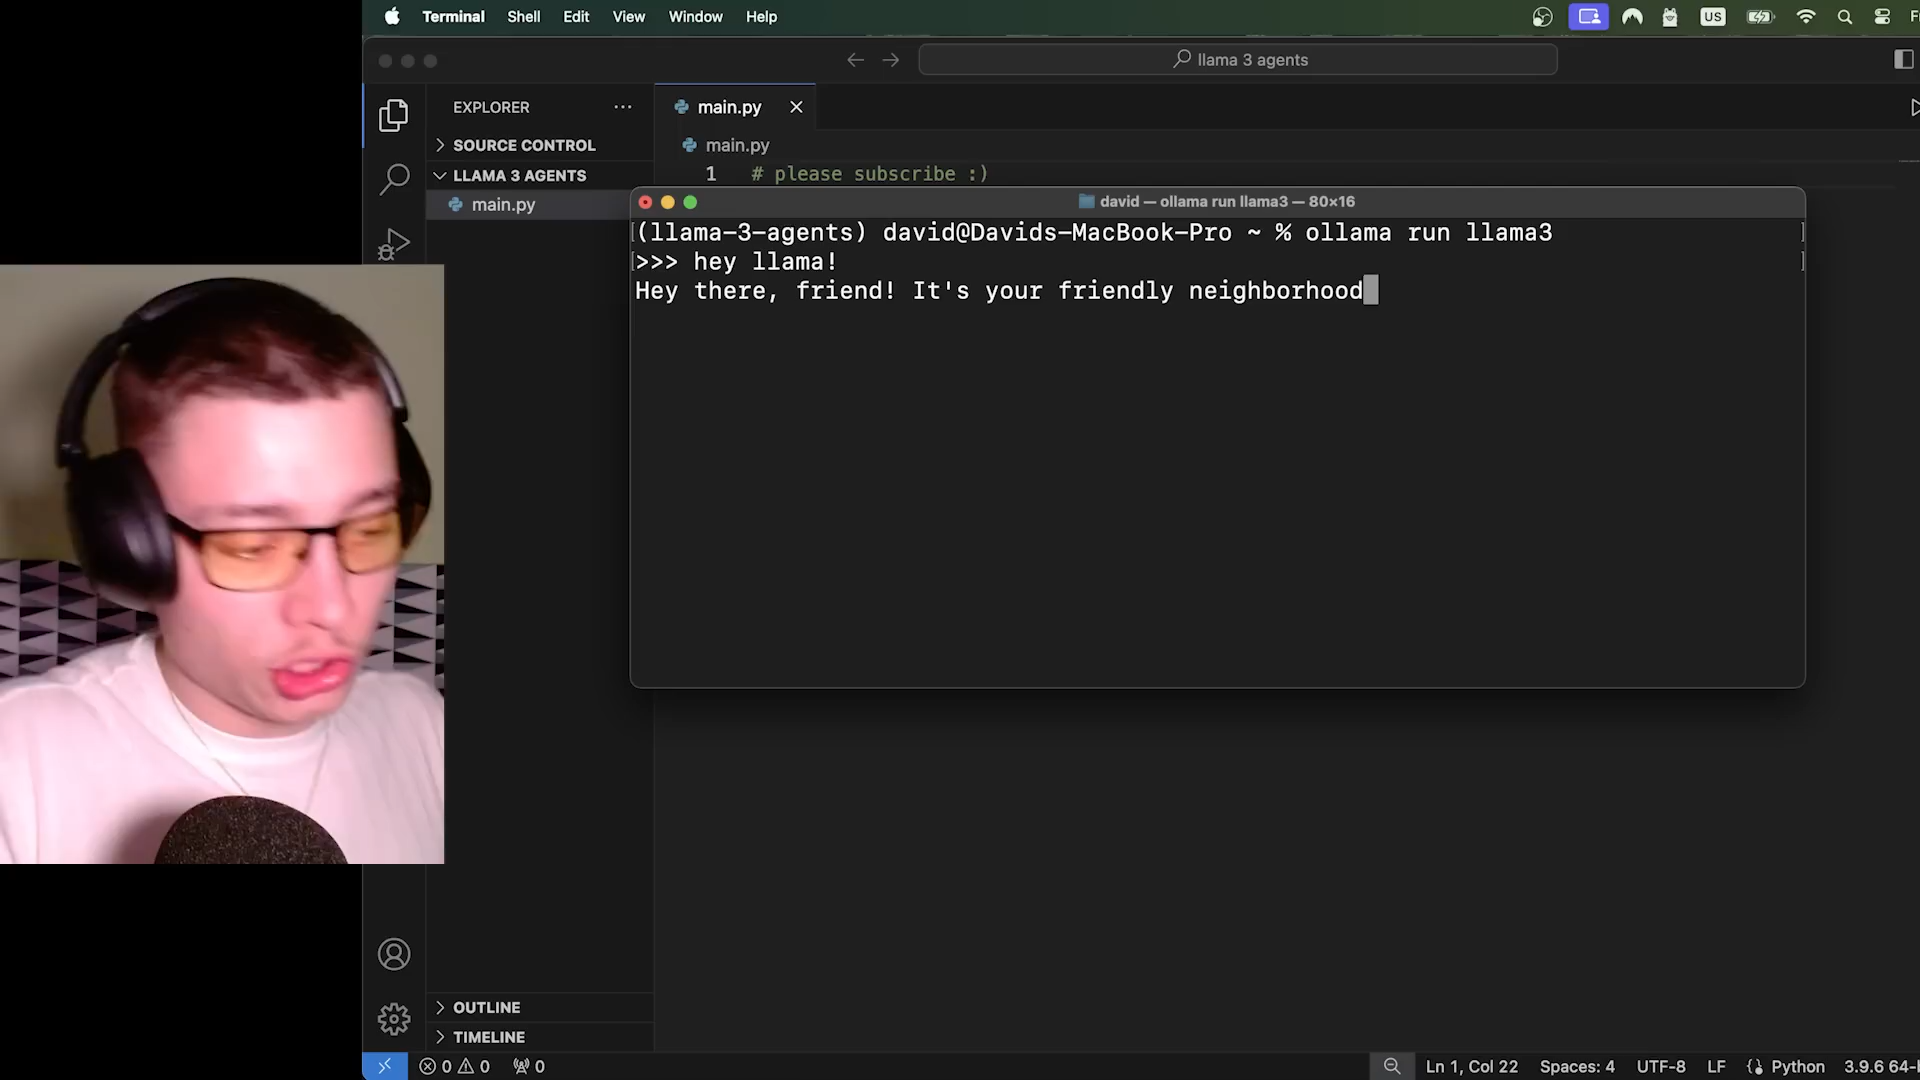 Terminal Shell Edit View Window Help US
llama 3 agents
EXPLORER ···
main.py
SOURCE CONTROL
main.py
LLAMA 3 AGENTS
1 # please subscribe :)
main.py
david — ollama run llama3 — 80×16
(llama-3-agents) david@Davids-MacBook-Pro ~ % ollama run llama3
>>> hey llama!
Hey there, friend! It's your friendly neighborhood
OUTLINE
TIMELINE
0 0 0 Ln 1, Col 22 Spaces: 4 UTF-8 LF Python 3.9.6 64-